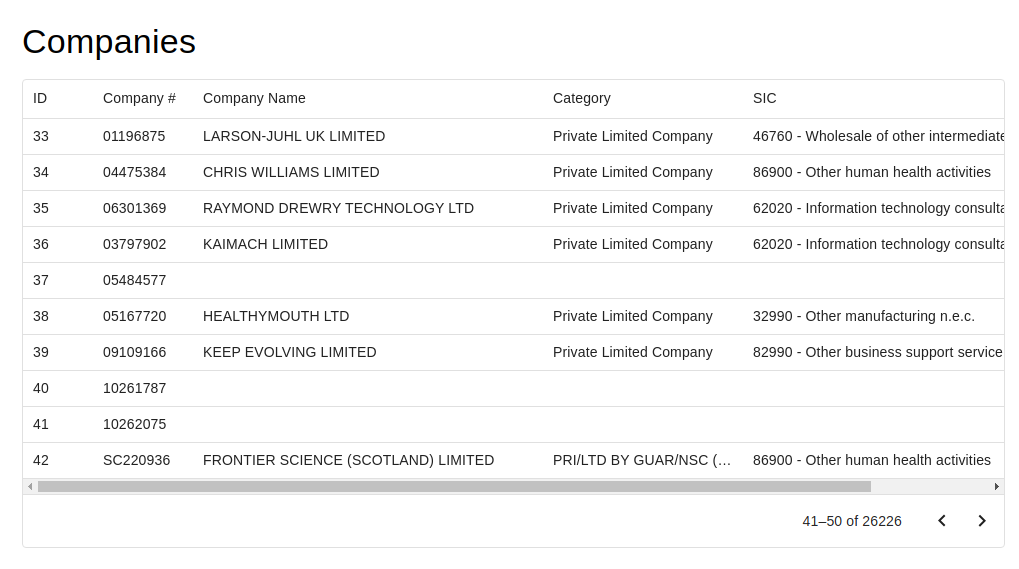 Companies
ID Company # Company Name Category SIC
33 01196875 LARSON-JUHL UK LIMITED Private Limited Company 46760 - Wholesale of other intermediate
34 04475384 CHRIS WILLIAMS LIMITED Private Limited Company 86900 - Other human health activities
35 06301369 RAYMOND DREWRY TECHNOLOGY LTD Private Limited Company 62020 - Information technology consulta
36 03797902 KAIMACH LIMITED Private Limited Company 62020 - Information technology consulta
37 05484577
38 05167720 HEALTHYMOUTH LTD Private Limited Company 32990 - Other manufacturing n.e.c.
39 09109166 KEEP EVOLVING LIMITED Private Limited Company 82990 - Other business support service
40 10261787
41 10262075
42 SC220936 FRONTIER SCIENCE (SCOTLAND) LIMITED PRI/LTD BY GUAR/NSC (… 86900 - Other human health activities
41–50 of 26226